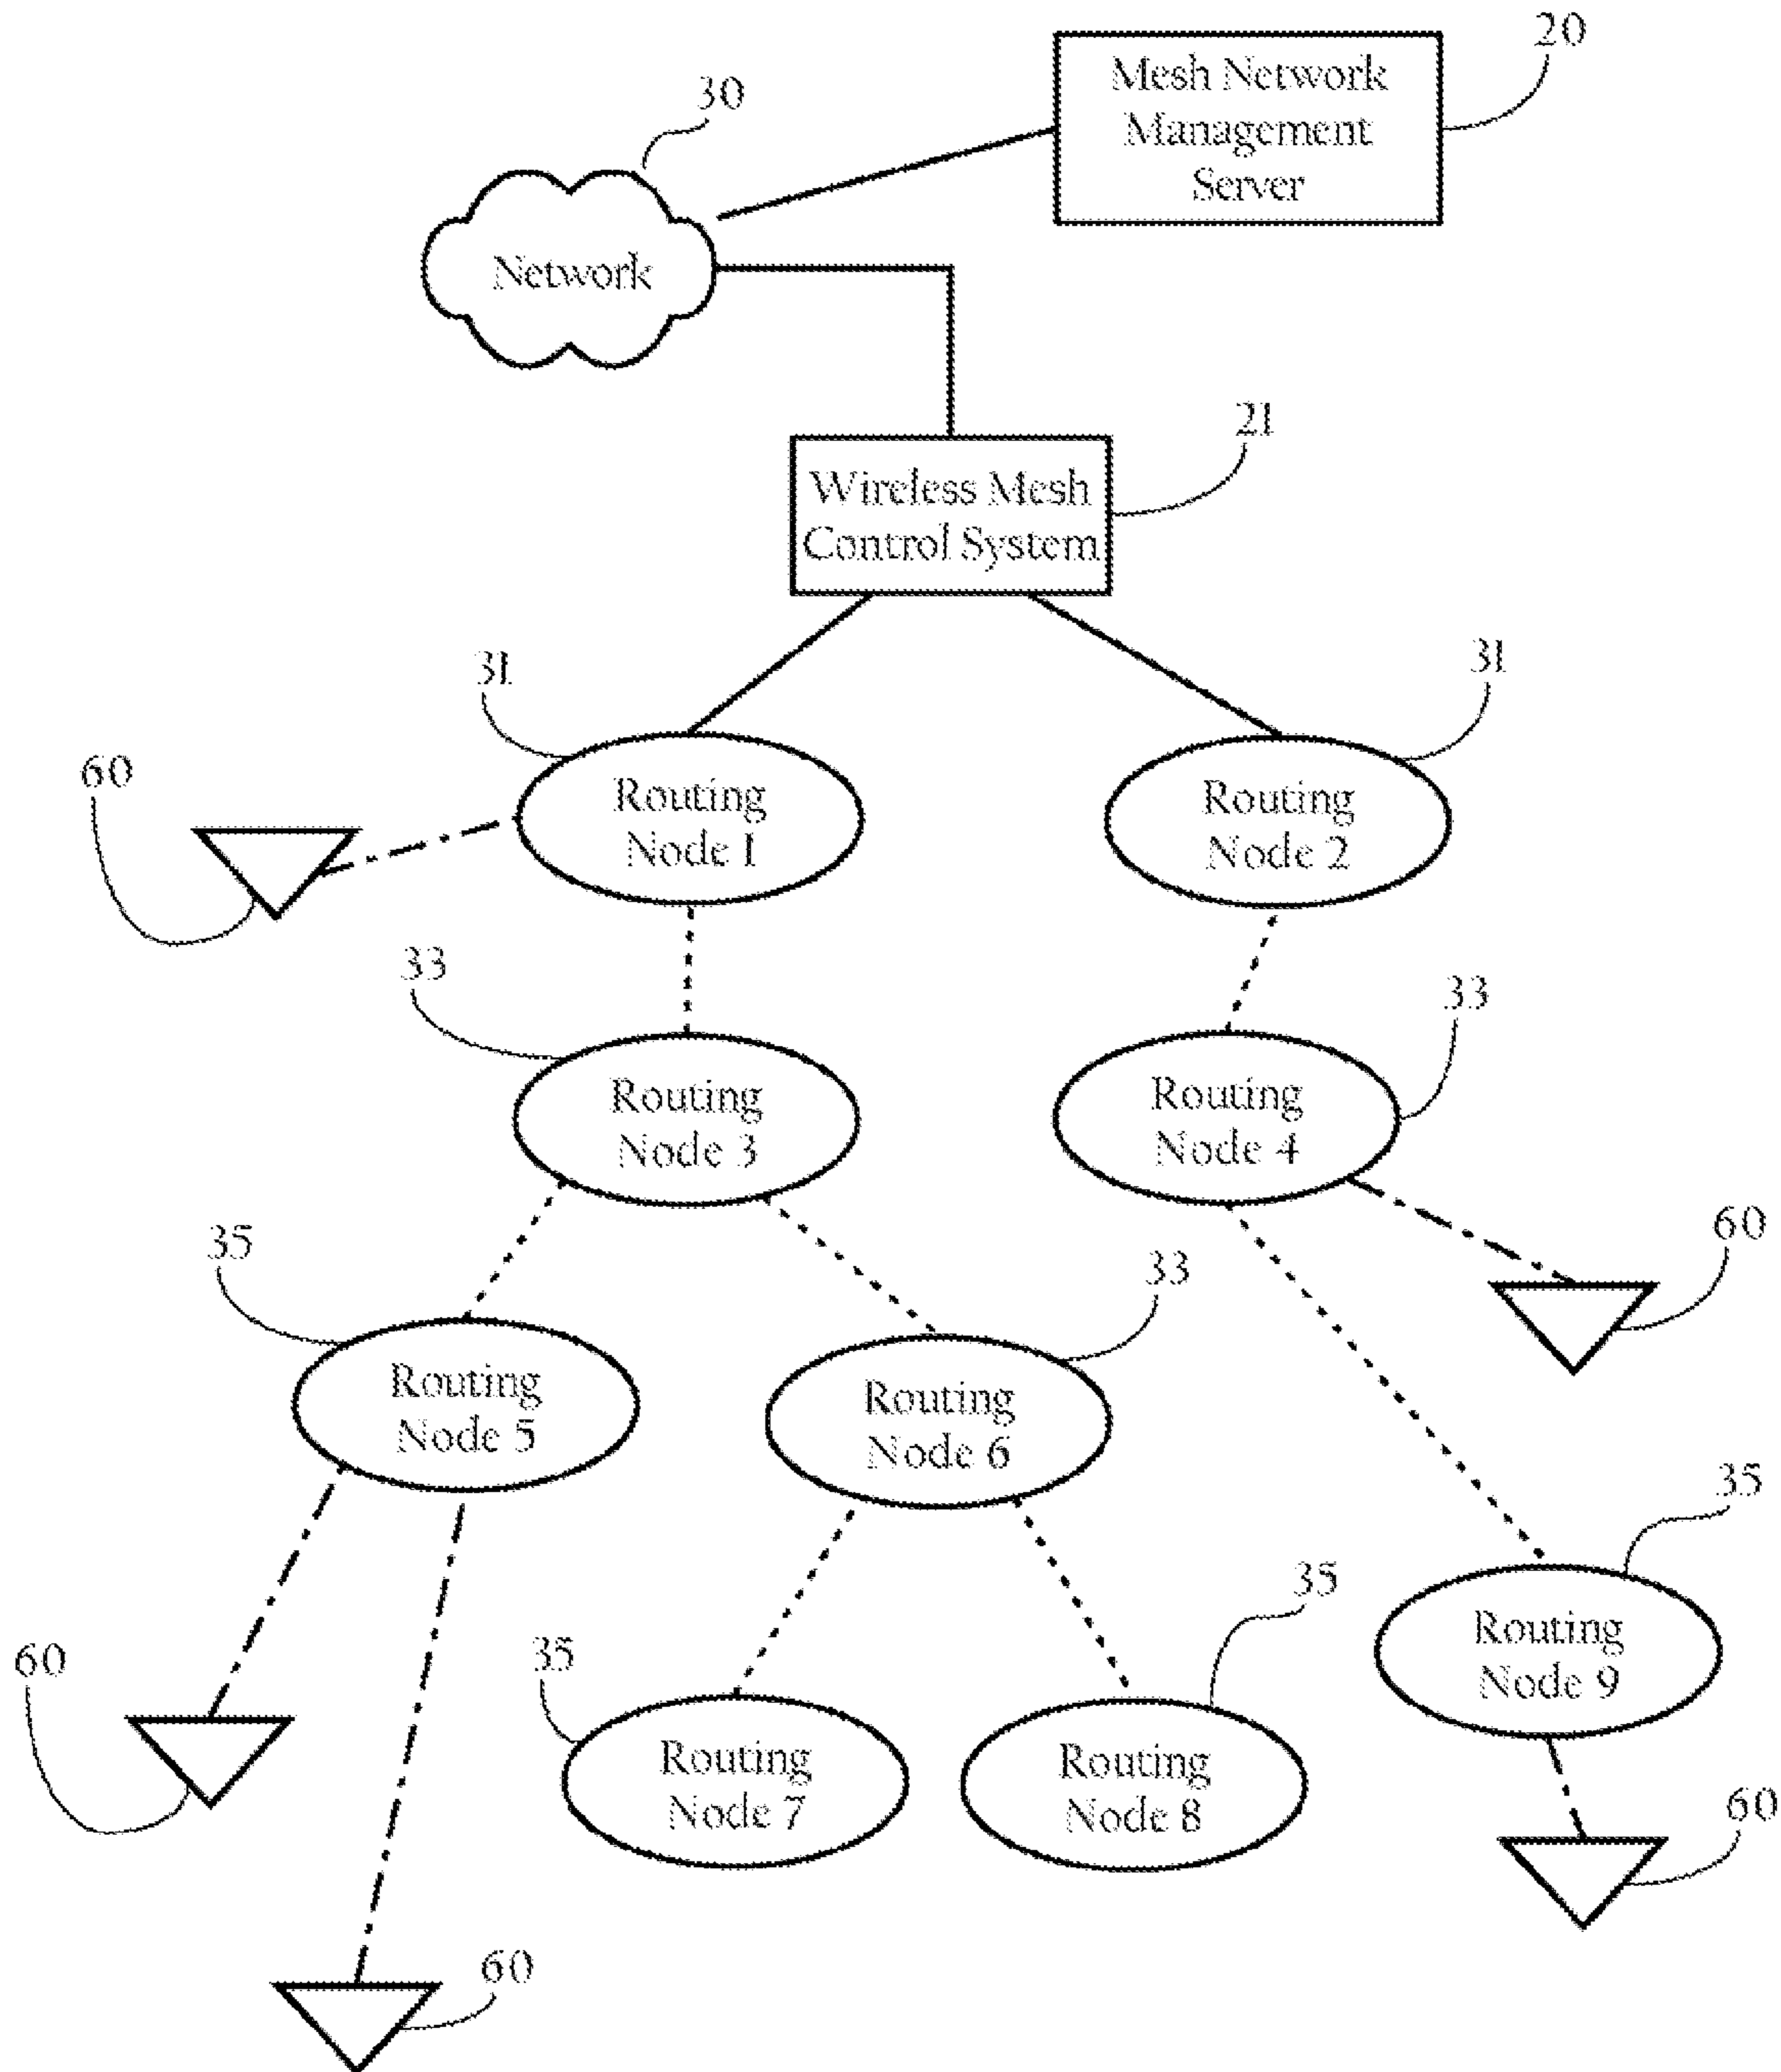 20
Mesh Network
Management
Server
30
Network
21
Wireless Mesh
Control System
31
31
60
Routing
Node 1
Routing
Node 2
33
33
Routing
Node 3
Routing
Node 4
35
33
60
Routing
Node 5
Routing
Node 6
35
35
60
35
Routing
Node 9
Routing
Node 7
Routing
Node 8
60
60